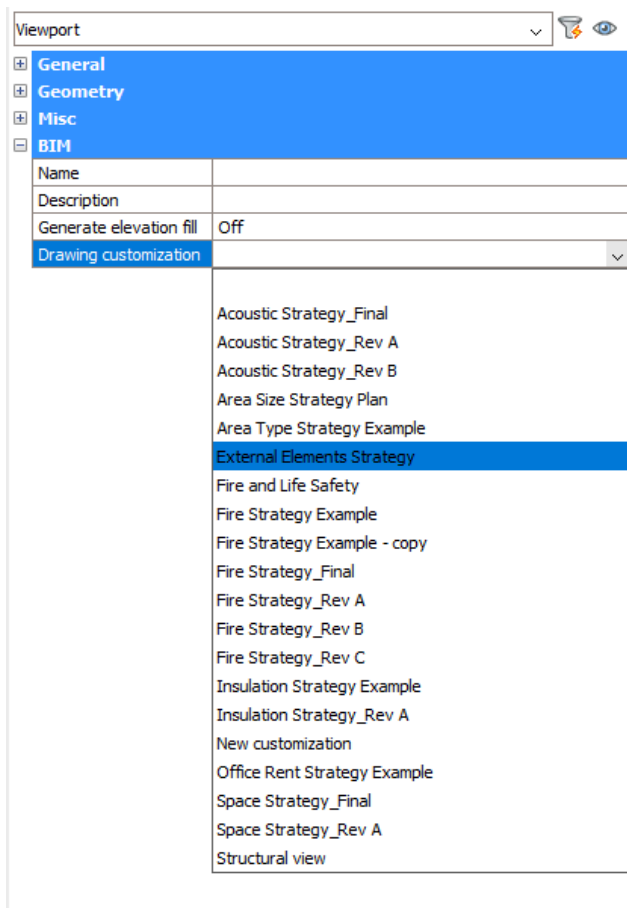 Viewport
General
Geometry
Misc
BIM
Name
Description
Generate elevation fill Off
Drawing customization
Acoustic Strategy_Final
Acoustic Strategy_Rev A
Acoustic Strategy_Rev B
Area Size Strategy Plan
Area Type Strategy Example
External Elements Strategy
Fire and Life Safety
Fire Strategy Example
Fire Strategy Example - copy
Fire Strategy_Final
Fire Strategy_Rev A
Fire Strategy_Rev B
Fire Strategy_Rev C
Insulation Strategy Example
Insulation Strategy_Rev A
New customization
Office Rent Strategy Example
Space Strategy_Final
Space Strategy_Rev A
Structural view